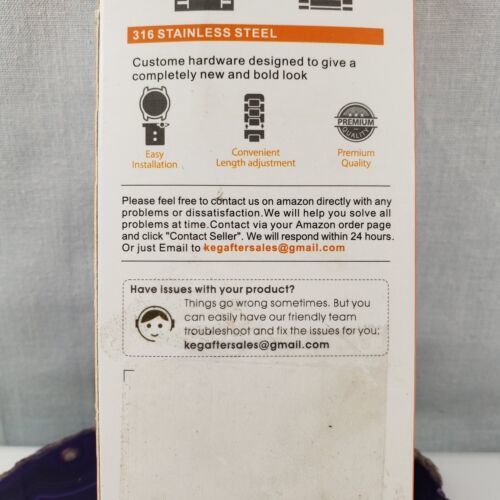 316 STAINLESS STEEL
Custome hardware designed to give a
completely new and bold look
Easy
Installation
Convenient
Length adjustment
PREMIUM
QUALITY
Premium
Quality
Please feel free to contact us on amazon directly with any
problems or dissatisfaction.We will help you solve all
problems at time.Contact via your Amazon order page
and click "Contact Seller". We will respond within 24 hours.
Or just Email to kegaftersales@gmail.com
Have issues with your product?
Things go wrong sometimes. But you
can easily have our friendly team
troubleshoot and fix the issues for you:
kegaftersales@gmail.com